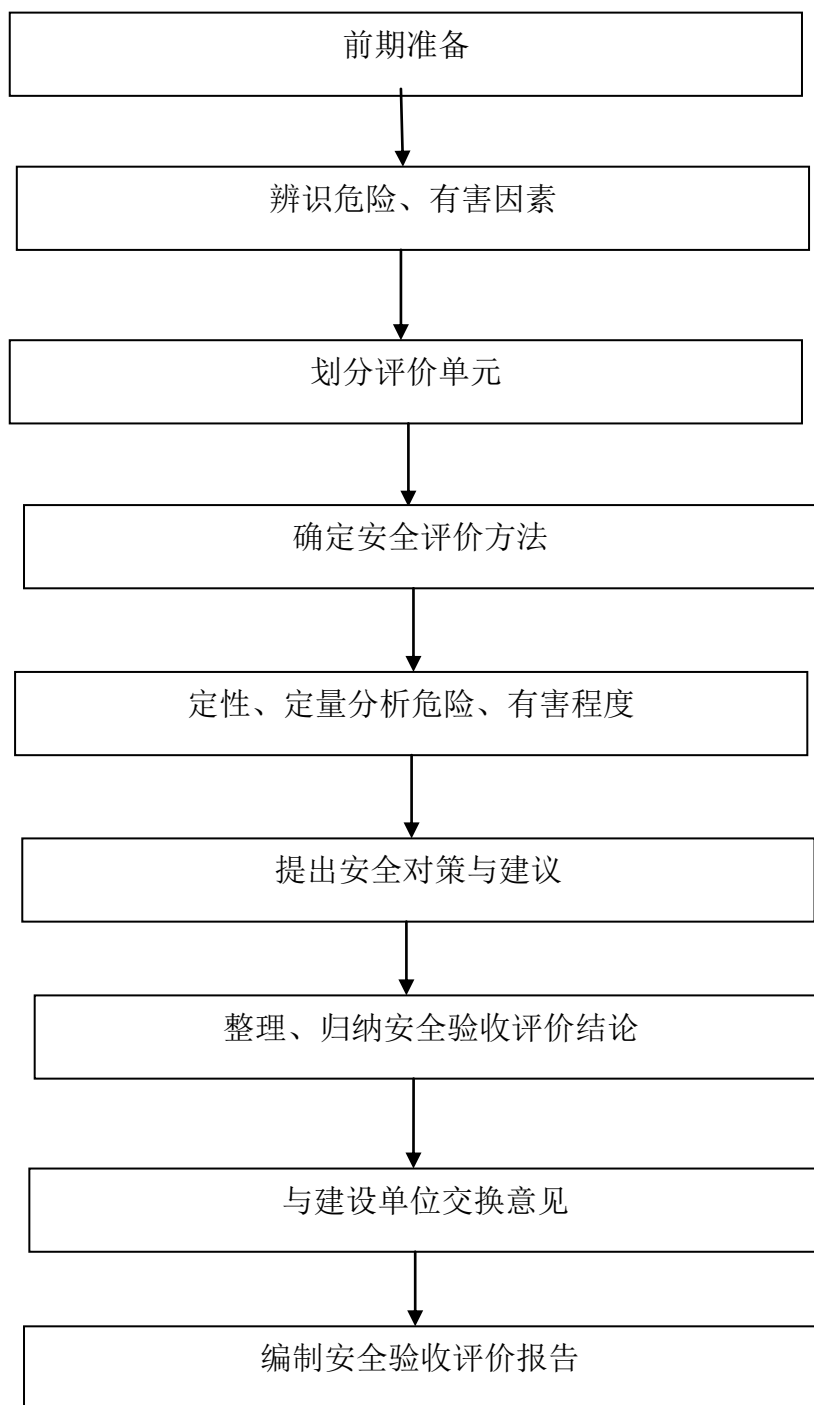 前期准备
辨识危险、有害因素
划分评价单元
确定安全评价方法
定性、定量分析危险、有害程度
提出安全对策与建议
整理、归纳安全验收评价结论
与建设单位交换意见
编制安全验收评价报告